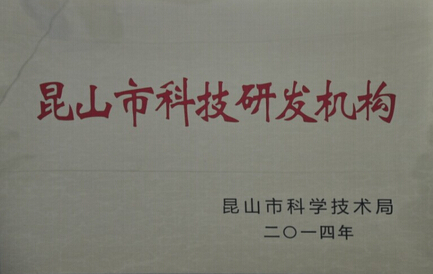 昆山市科技研发机构
昆山市科学技术局
二〇一四年